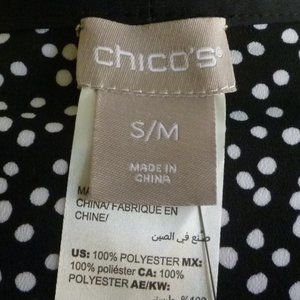 chico's®
S/M
MADE IN
CHINA
MA
CHINA/ FABRIQUE EN
CHINE/
صنع في الصين
US: 100% POLYESTER MX:
100% poliéster CA: 100%
POLYESTER AE/KW: